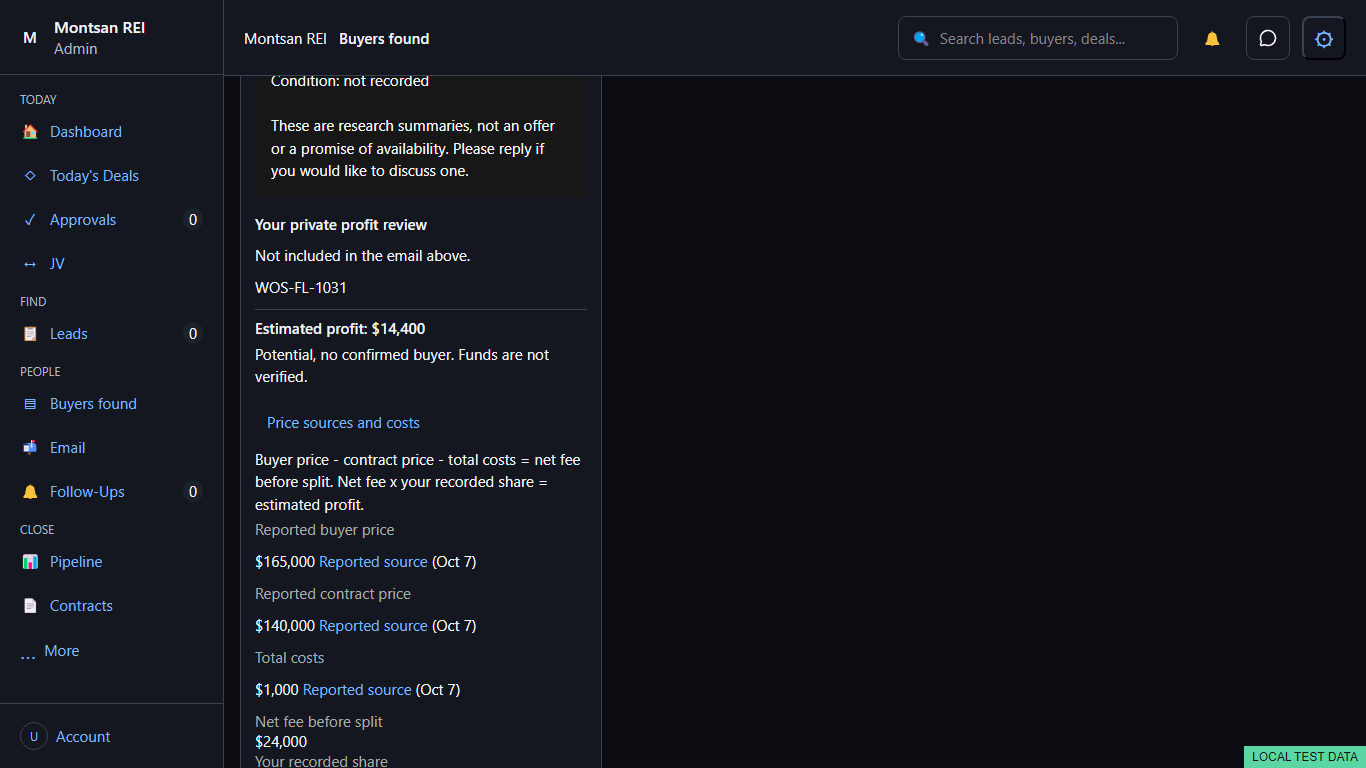 M
Montsan REI
Admin
TODAY
Dashboard
Today's Deals
Approvals 0
JV
FIND
Leads 0
PEOPLE
Buyers found
Email
Follow-Ups 0
CLOSE
Pipeline
Contracts
... More
U Account
Montsan REI Buyers found
Search leads, buyers, deals...
Condition: not recorded
These are research summaries, not an offer
or a promise of availability. Please reply if
you would like to discuss one.
Your private profit review
Not included in the email above.
WOS-FL-1031
Estimated profit: $14,400
Potential, no confirmed buyer. Funds are not
verified.
Price sources and costs
Buyer price - contract price - total costs = net fee
before split. Net fee x your recorded share =
estimated profit.
Reported buyer price
$165,000 Reported source (Oct 7)
Reported contract price
$140,000 Reported source (Oct 7)
Total costs
$1,000 Reported source (Oct 7)
Net fee before split
$24,000
Your recorded share
LOCAL TEST DATA